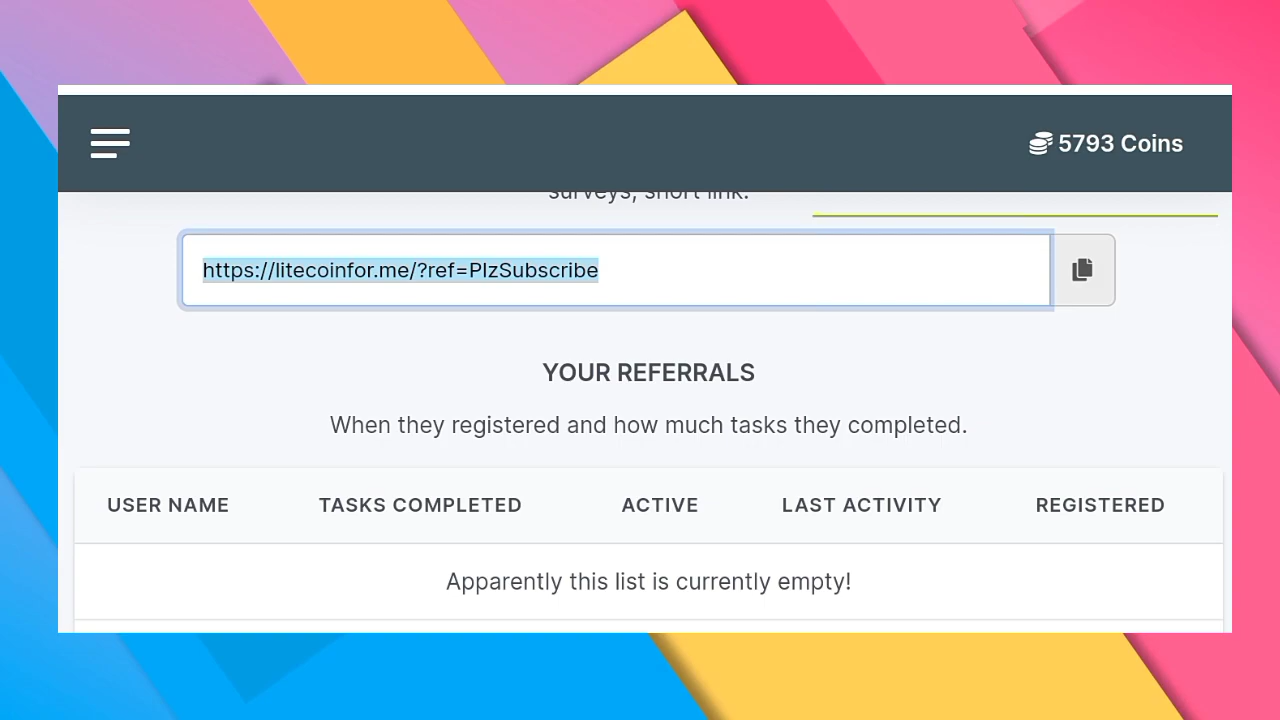 5793 Coins
surveys, short link.
https://litecoinfor.me/?ref=PlzSubscribe
YOUR REFERRALS
When they registered and how much tasks they completed.
USER NAME TASKS COMPLETED ACTIVE LAST ACTIVITY REGISTERED
Apparently this list is currently empty!